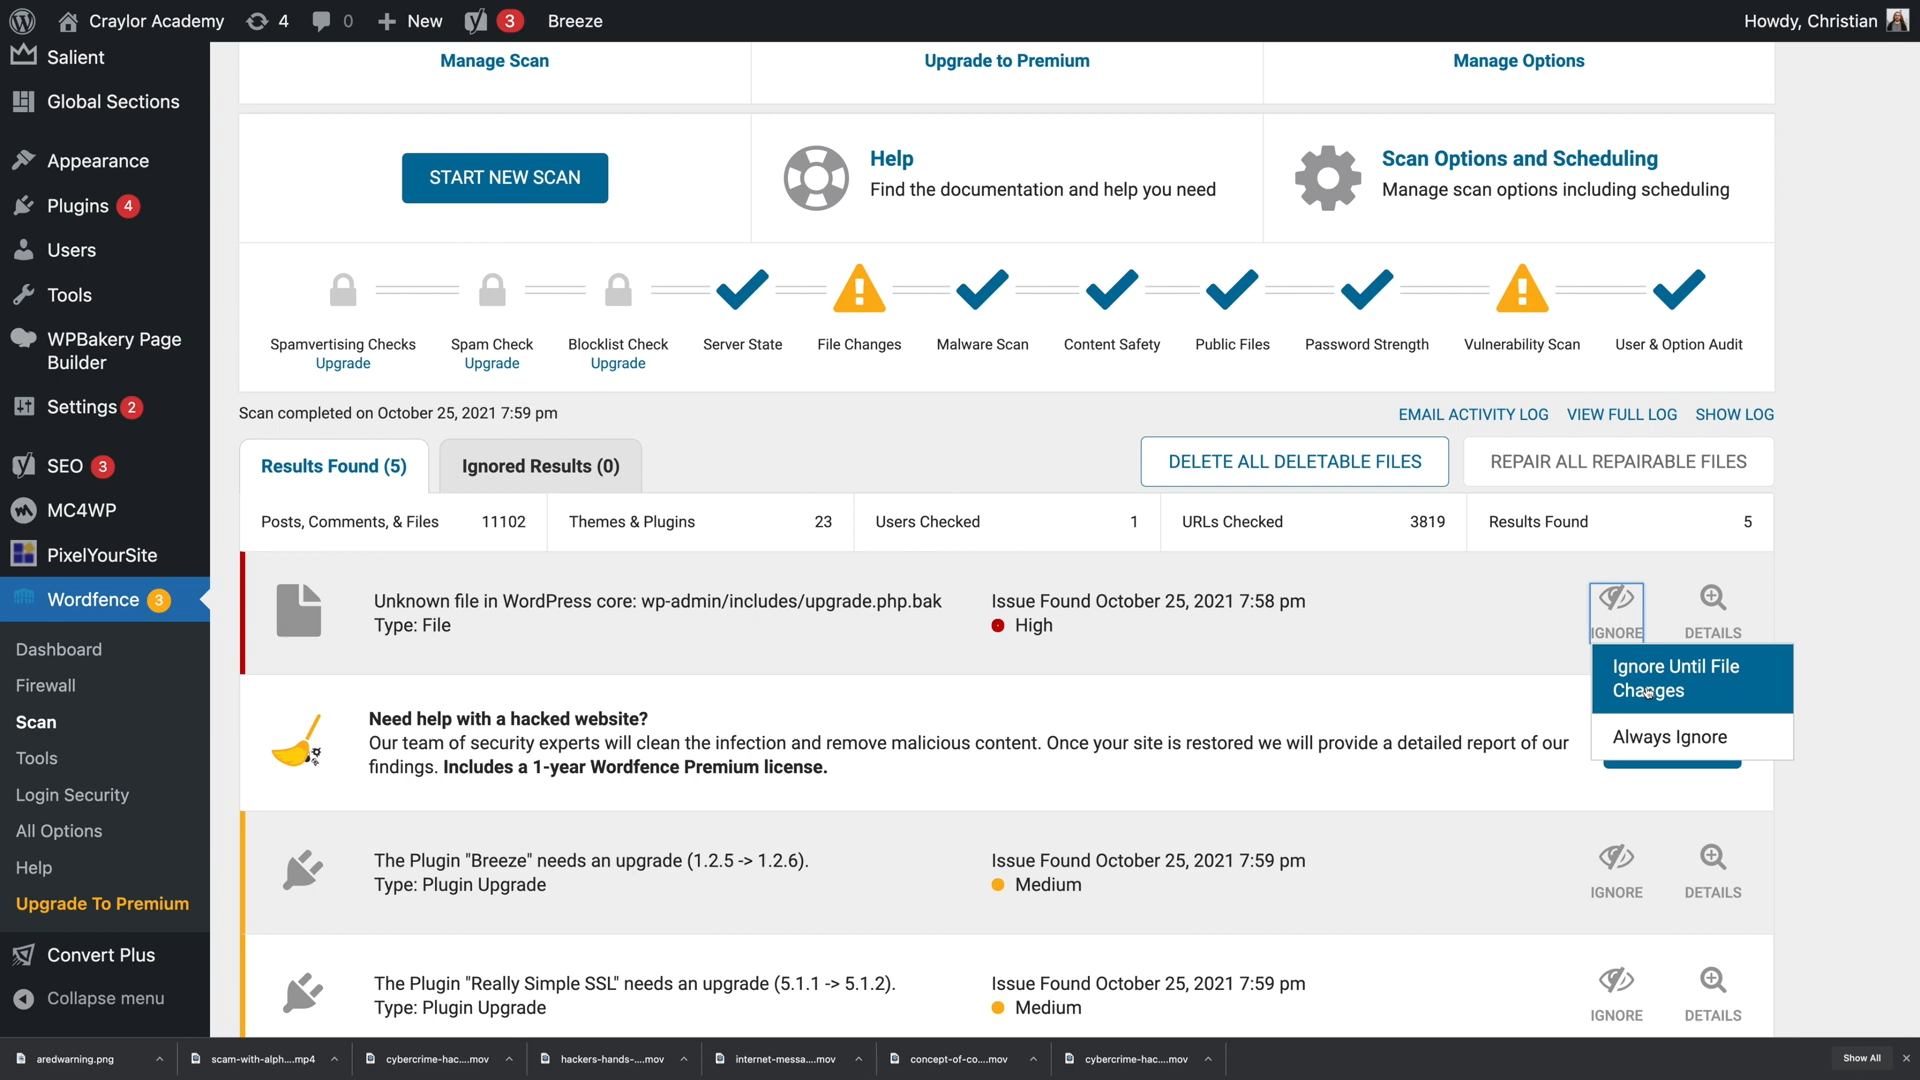 Craylor Academy 4 0 New 3 Breeze Howdy, Christian
Salient
Global Sections
Appearance
Plugins 4
Users
Tools
WPBakery Page
Builder
Settings 2
SEO 3
MC4WP
PixelYourSite
Wordfence 3
Dashboard
Firewall
Scan
Tools
Login Security
All Options
Help
Upgrade To Premium
Convert Plus
Collapse menu
Manage Scan Upgrade to Premium Manage Options
START NEW SCAN
Help
Find the documentation and help you need
Scan Options and Scheduling
Manage scan options including scheduling
Spamvertising Checks Spam Check Blocklist Check Server State File Changes Malware Scan Content Safety Public Files Password Strength Vulnerability Scan User & Option Audit
Upgrade Upgrade Upgrade
Scan completed on October 25, 2021 7:59 pm EMAIL ACTIVITY LOG VIEW FULL LOG SHOW LOG
Results Found (5) Ignored Results (0) DELETE ALL DELETABLE FILES REPAIR ALL REPAIRABLE FILES
Posts, Comments, & Files 11102 Themes & Plugins 23 Users Checked 1 URLs Checked 3819 Results Found 5
Unknown file in WordPress core: wp-admin/includes/upgrade.php.bak Issue Found October 25, 2021 7:58 pm
Type: File High
IGNORE DETAILS
Ignore Until File
Changes
Always Ignore
Need help with a hacked website?
Our team of security experts will clean the infection and remove malicious content. Once your site is restored we will provide a detailed report of our
findings. Includes a 1-year Wordfence Premium license.
The Plugin "Breeze" needs an upgrade (1.2.5 -> 1.2.6). Issue Found October 25, 2021 7:59 pm
Type: Plugin Upgrade Medium
IGNORE DETAILS
The Plugin "Really Simple SSL" needs an upgrade (5.1.1 -> 5.1.2). Issue Found October 25, 2021 7:59 pm
Type: Plugin Upgrade Medium
IGNORE DETAILS
aredwarning.png scam-with-alph....mp4 cybercrime-hac....mov hackers-hands-....mov internet-messa....mov concept-of-co....mov cybercrime-hac....mov Show All